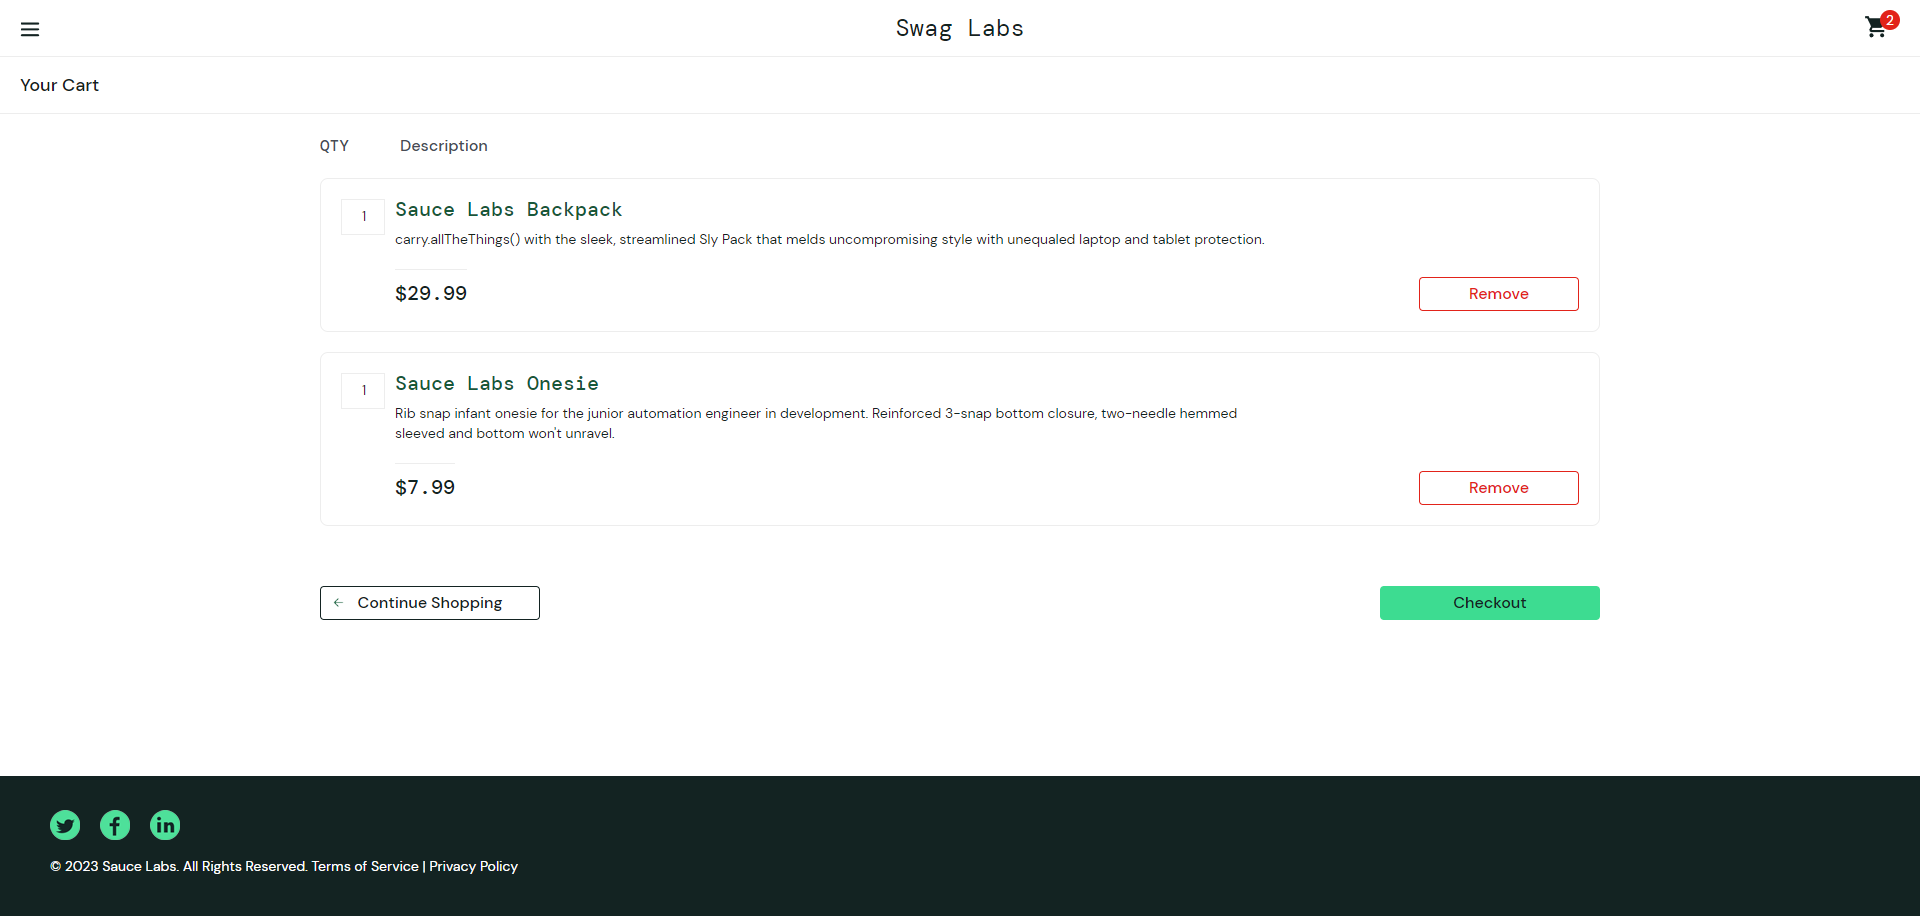 Swag Labs
2
Your Cart
QTY Description
1
Sauce Labs Backpack
carry.allTheThings() with the sleek, streamlined Sly Pack that melds uncompromising style with unequaled laptop and tablet protection.
$29.99
Remove
1
Sauce Labs Onesie
Rib snap infant onesie for the junior automation engineer in development. Reinforced 3-snap bottom closure, two-needle hemmed
sleeved and bottom won't unravel.
$7.99
Remove
Continue Shopping
Checkout
© 2023 Sauce Labs. All Rights Reserved. Terms of Service | Privacy Policy